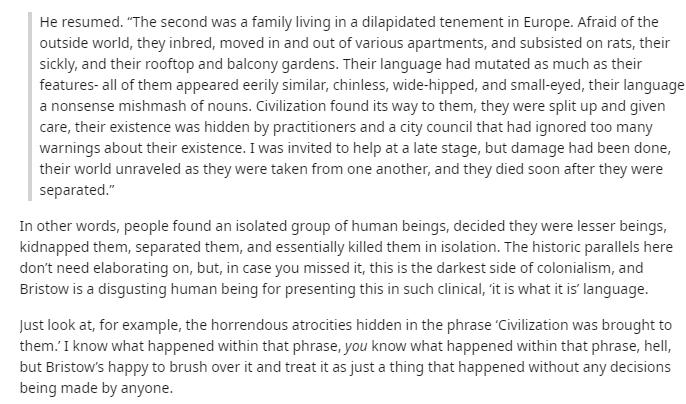 He resumed. “The second was a family living in a dilapidated tenement in Europe. Afraid of the
outside world, they inbred, moved in and out of various apartments, and subsisted on rats, their
sickly, and their rooftop and balcony gardens. Their language had mutated as much as their
features- all of them appeared eerily similar, chinless, wide-hipped, and small-eyed, their language
a nonsense mishmash of nouns. Civilization found its way to them, they were split up and given
care, their existence was hidden by practitioners and a city council that had ignored too many
warnings about their existence. I was invited to help at a late stage, but damage had been done,
their world unraveled as they were taken from one another, and they died soon after they were
separated.”
In other words, people found an isolated group of human beings, decided they were lesser beings,
kidnapped them, separated them, and essentially killed them in isolation. The historic parallels here
don’t need elaborating on, but, in case you missed it, this is the darkest side of colonialism, and
Bristow is a disgusting human being for presenting this in such clinical, ‘it is what it is’ language.
Just look at, for example, the horrendous atrocities hidden in the phrase ‘Civilization was brought to
them.’ I know what happened within that phrase, you know what happened within that phrase, hell,
but Bristow’s happy to brush over it and treat it as just a thing that happened without any decisions
being made by anyone.